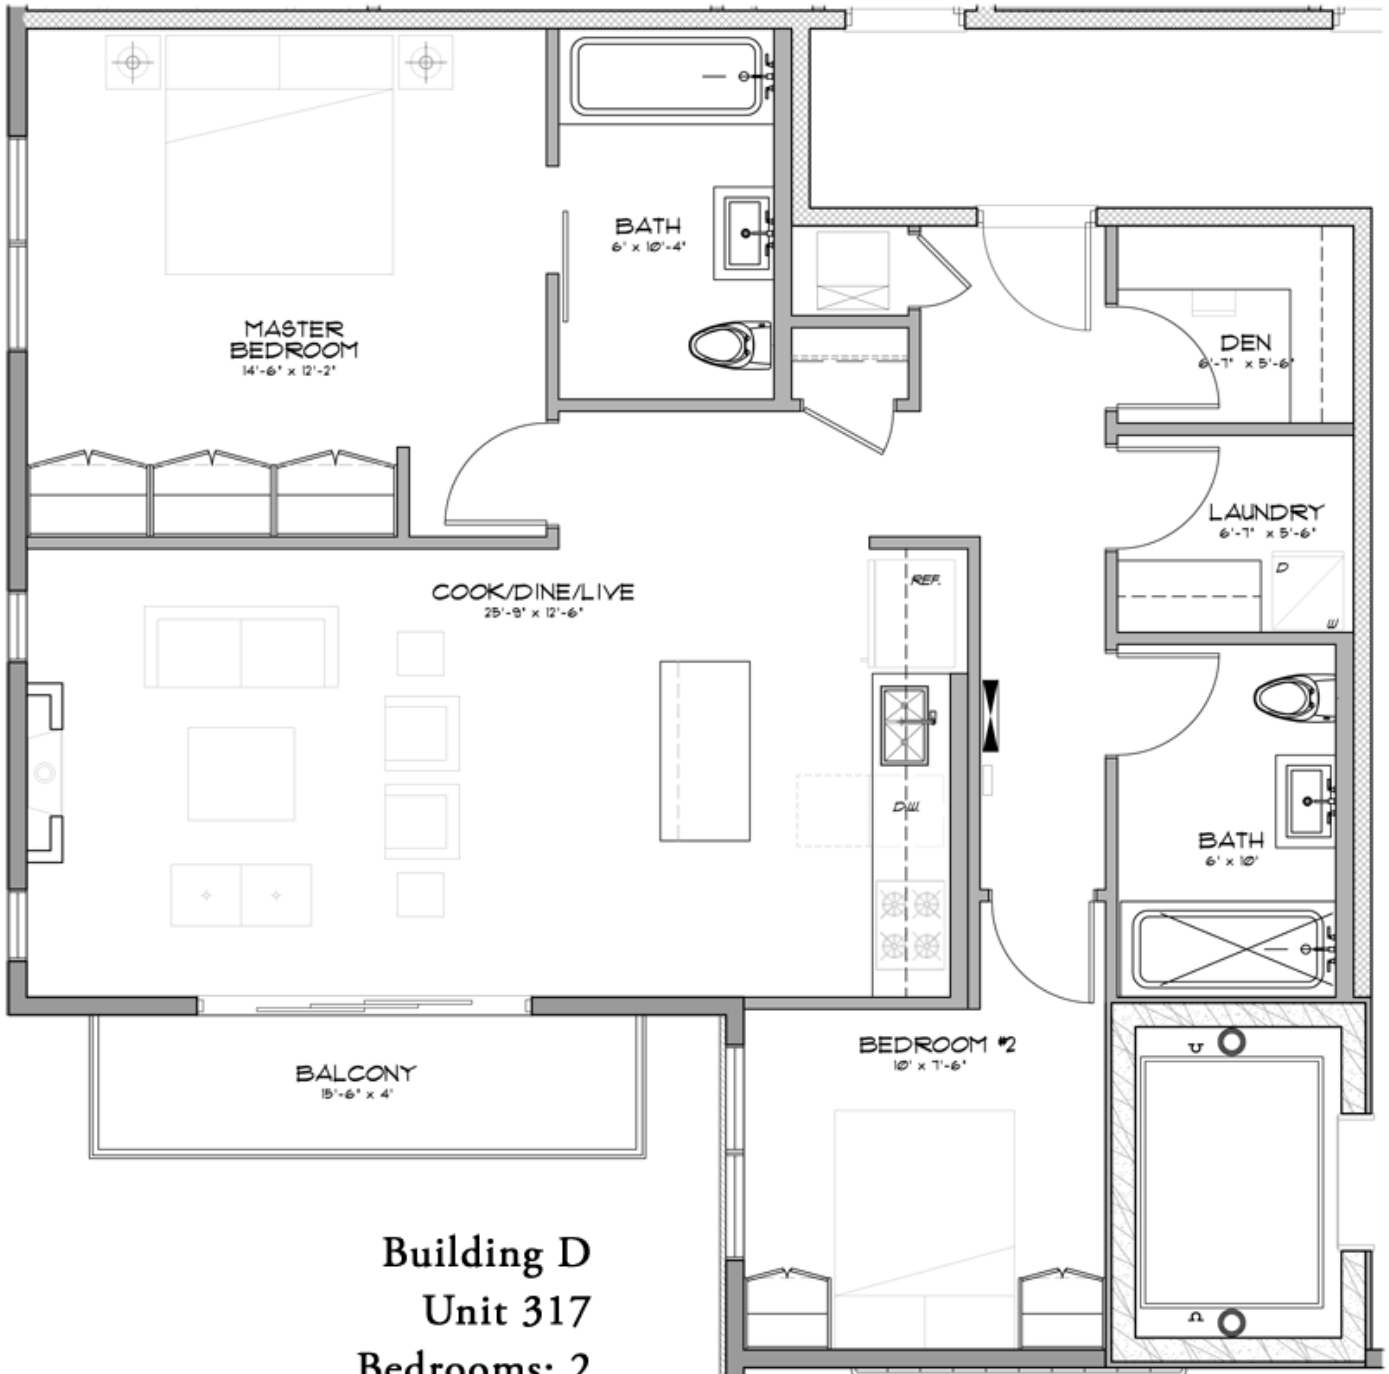 BATH
6' x 10'-4"
MASTER
BEDROOM
14'-6" x 12'-2"
DEN
6'-7" x 5'-6"
LAUNDRY
6'-7" x 5'-6"
D
W
COOK/DINE/LIVE
25'-9" x 12'-6"
REF.
D.W.
BATH
6' x 10'
BEDROOM #2
10' x 7'-6"
BALCONY
15'-6" x 4'
Building D
Unit 317
Bedrooms: 2